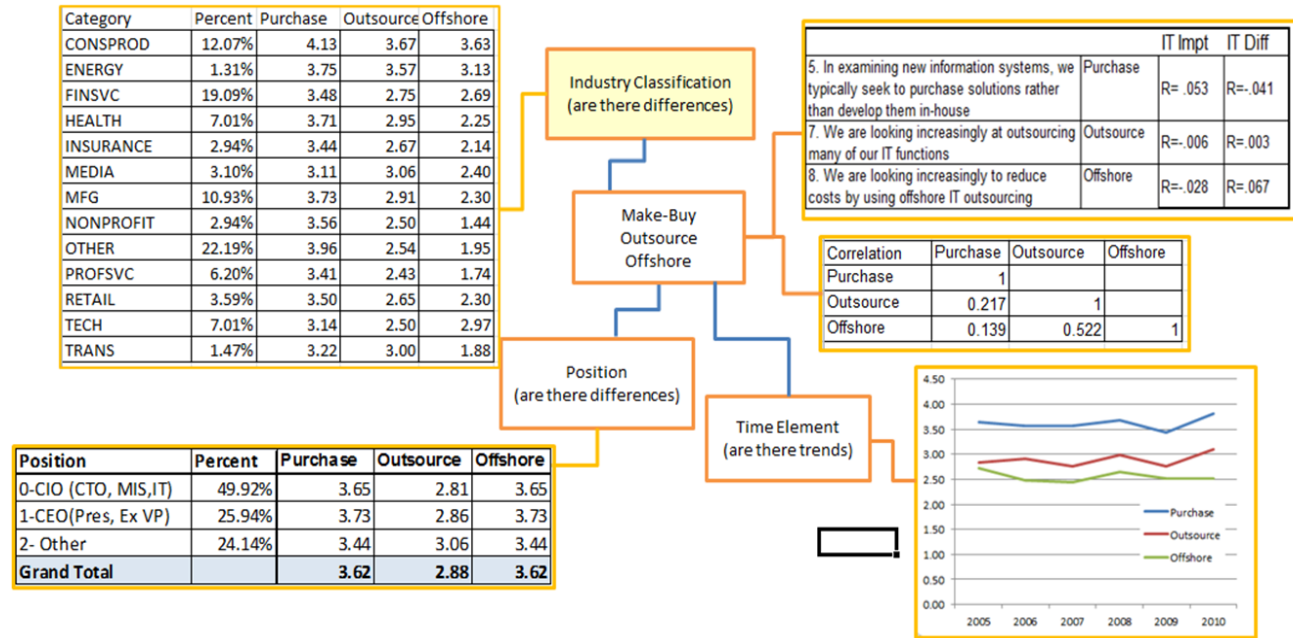 Category Percent Purchase Outsource Offshore
CONSPROD 12.07% 4.13 3.67 3.63
ENERGY 1.31% 3.75 3.57 3.13
FINSVC 19.09% 3.48 2.75 2.69
HEALTH 7.01% 3.71 2.95 2.25
INSURANCE 2.94% 3.44 2.67 2.14
MEDIA 3.10% 3.11 3.06 2.40
MFG 10.93% 3.73 2.91 2.30
NONPROFIT 2.94% 3.56 2.50 1.44
OTHER 22.19% 3.96 2.54 1.95
PROFSVC 6.20% 3.41 2.43 1.74
RETAIL 3.59% 3.50 2.65 2.30
TECH 7.01% 3.14 2.50 2.97
TRANS 1.47% 3.22 3.00 1.88
Industry Classification
(are there differences)
IT Impt IT Diff
5. In examining new information systems, we
typically seek to purchase solutions rather
than develop them in-house
Purchase
R= .053 R=-.041
7. We are looking increasingly at outsourcing
many of our IT functions
Outsource
R=-.006 R=.003
8. We are looking increasingly to reduce
costs by using offshore IT outsourcing
Offshore
R=-.028 R=.067
Make-Buy
Outsource
Offshore
Correlation Purchase Outsource Offshore
Purchase 1
Outsource 0.217 1
Offshore 0.139 0.522 1
Position
(are there differences)
Time Element
(are there trends)
Position Percent Purchase Outsource Offshore
0-CIO (CTO, MIS,IT) 49.92% 3.65 2.81 3.65
1-CEO(Pres, Ex VP) 25.94% 3.73 2.86 3.73
2- Other 24.14% 3.44 3.06 3.44
Grand Total 3.62 2.88 3.62
4.50
4.00
3.50
3.00
2.50
2.00
1.50
1.00
0.50
0.00
Purchase
Outsource
Offshore
2005 2006 2007 2008 2009 2010